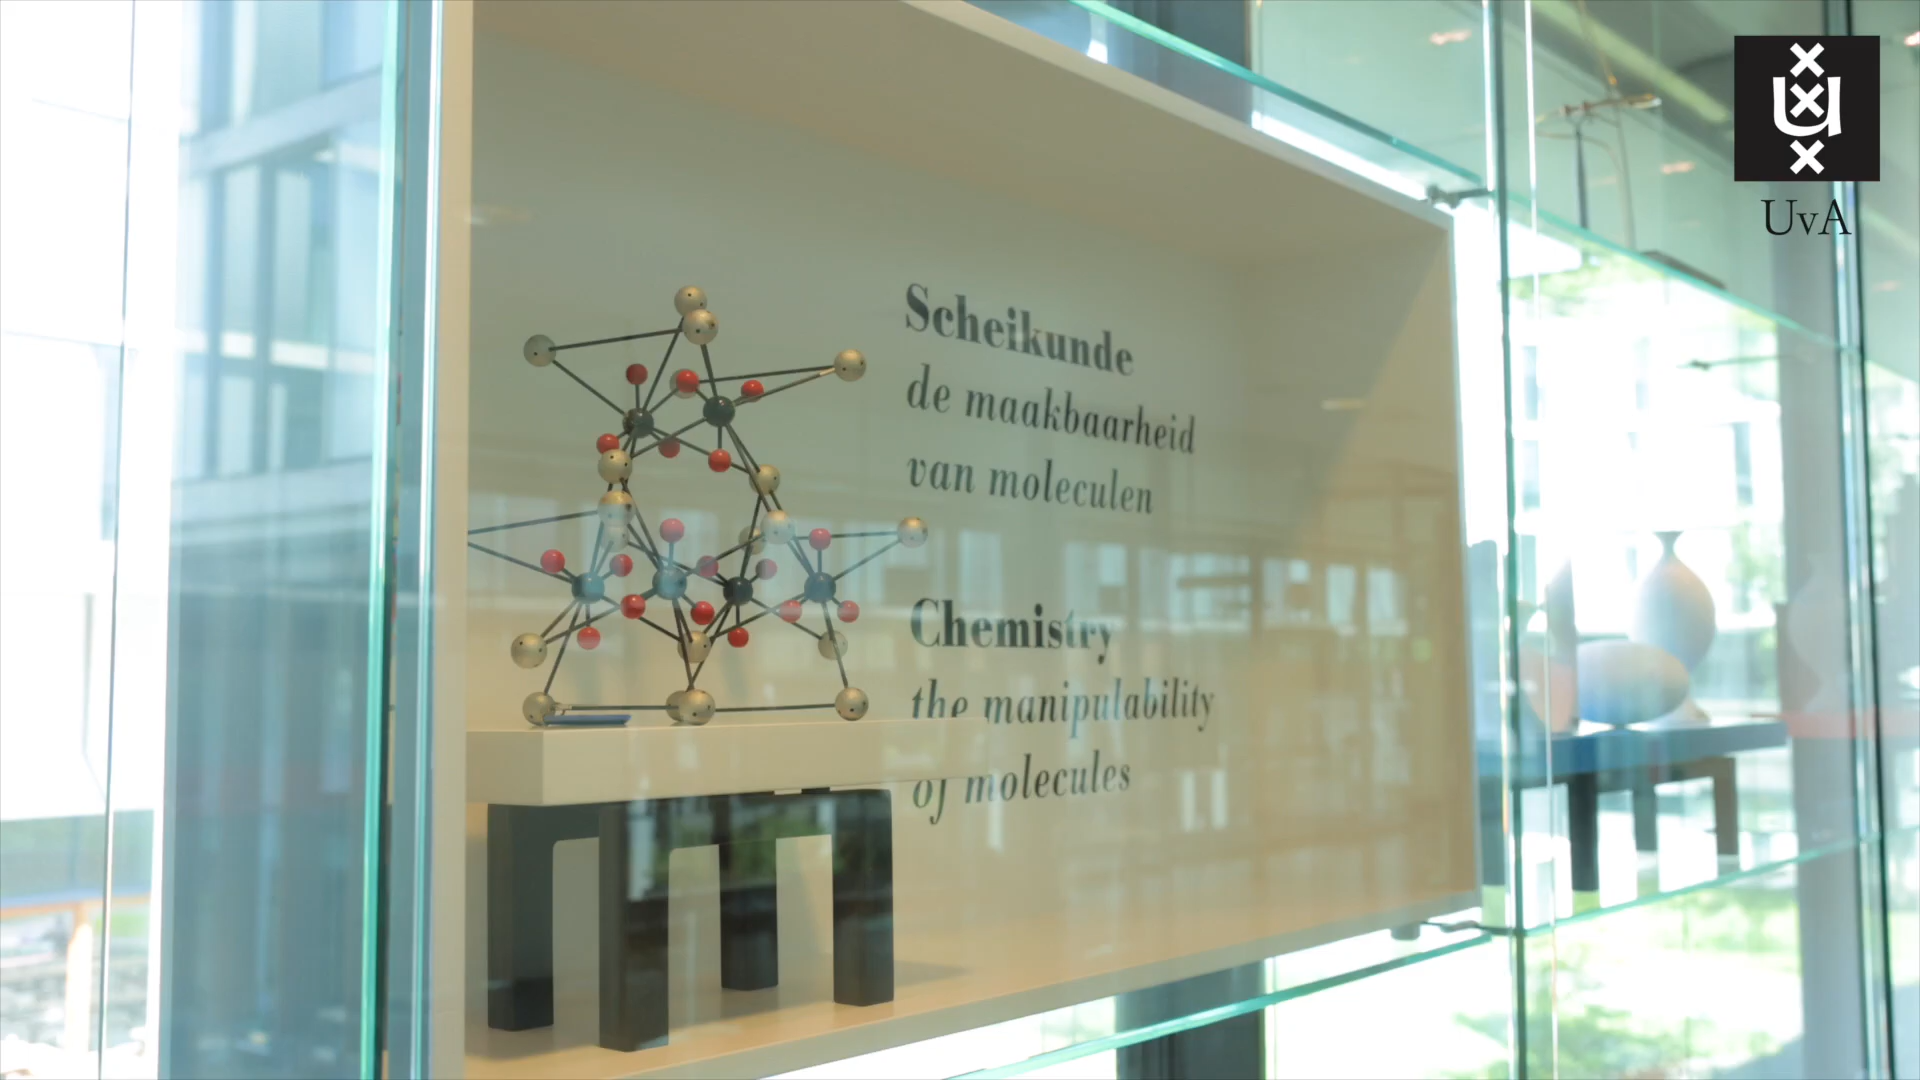 Scheikunde
de maakbaarheid
van moleculen
Chemistry
the manipulability
of molecules
UvA